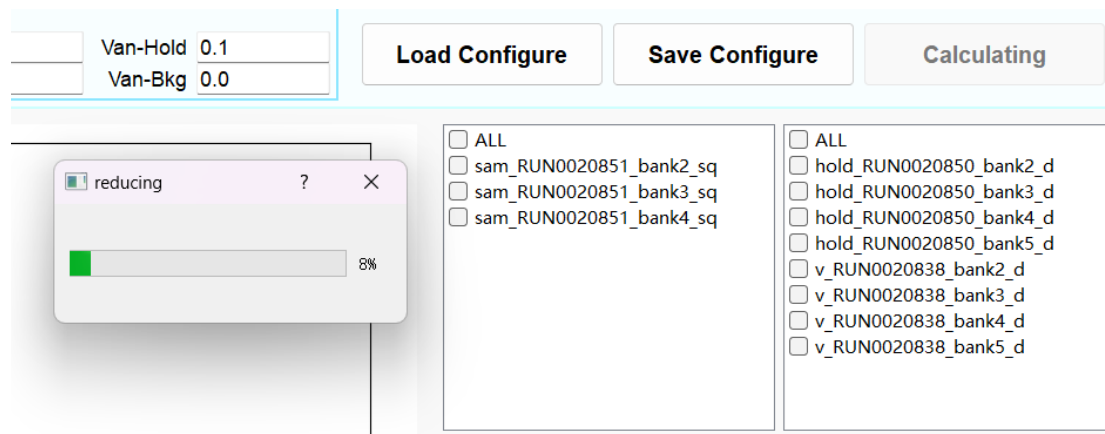 Van-Hold 0.1
Van-Bkg 0.0
Load Configure
Save Configure
Calculating
reducing
?
8%
ALL
sam_RUN0020851_bank2_sq
sam_RUN0020851_bank3_sq
sam_RUN0020851_bank4_sq
ALL
hold_RUN0020850_bank2_d
hold_RUN0020850_bank3_d
hold_RUN0020850_bank4_d
hold_RUN0020850_bank5_d
v_RUN0020838_bank2_d
v_RUN0020838_bank3_d
v_RUN0020838_bank4_d
v_RUN0020838_bank5_d